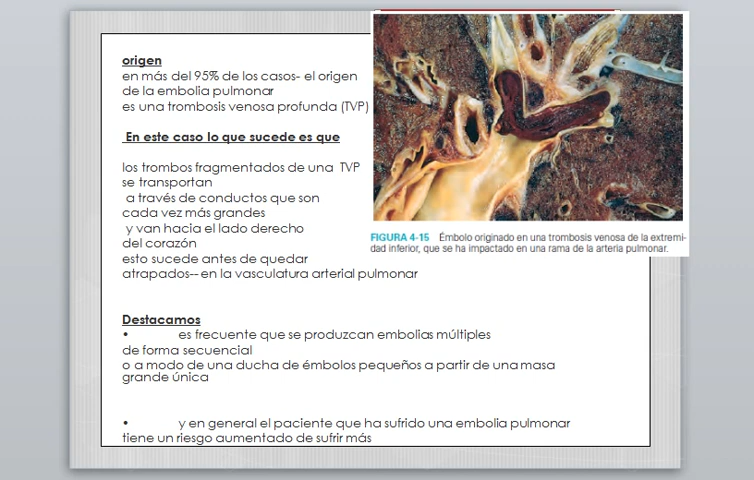 origen
en más del 95% de los casos- el origen
de la embolia pulmonar
es una trombosis venosa profunda (TVP)
En este caso lo que sucede es que
los trombos fragmentados de una TVP
se transportan
a través de conductos que son
cada vez más grandes
y van hacia el lado derecho
del corazón
esto sucede antes de quedar
atrapados-- en la vasculatura arterial pulmonar
Destacamos
• es frecuente que se produzcan embolias múltiples
de forma secuencial
o a modo de una ducha de émbolos pequeños a partir de una masa
grande única
• y en general el paciente que ha sufrido una embolia pulmonar
tiene un riesgo aumentado de sufrir más
FIGURA 4-15 Émbolo originado en una trombosis venosa de la extremi-
dad inferior, que se ha impactado en una rama de la arteria pulmonar.